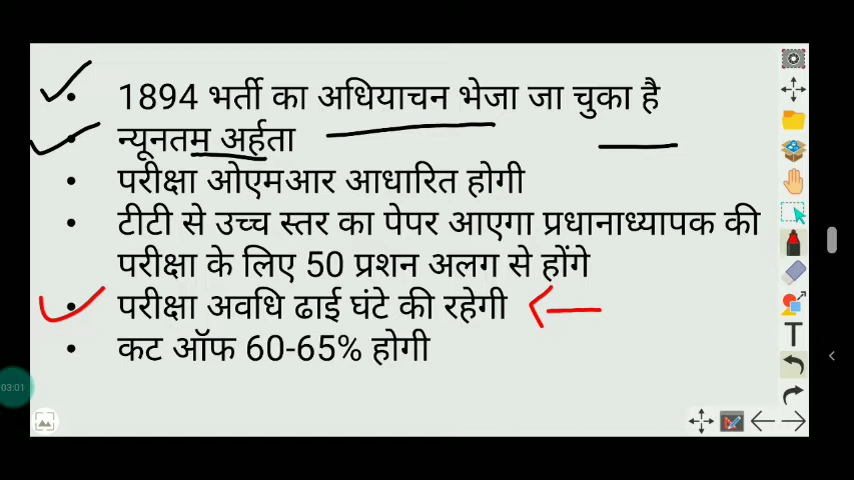 1894 भर्ती का अधियाचन भेजा जा चुका है
न्यूनतम अर्हता
परीक्षा ओएमआर आधारित होगी
टीटी से उच्च स्तर का पेपर आएगा प्रधानाध्यापक की
परीक्षा के लिए 50 प्रशन अलग से होंगे
परीक्षा अवधि ढाई घंटे की रहेगी
कट ऑफ 60-65% होगी
03:01
T